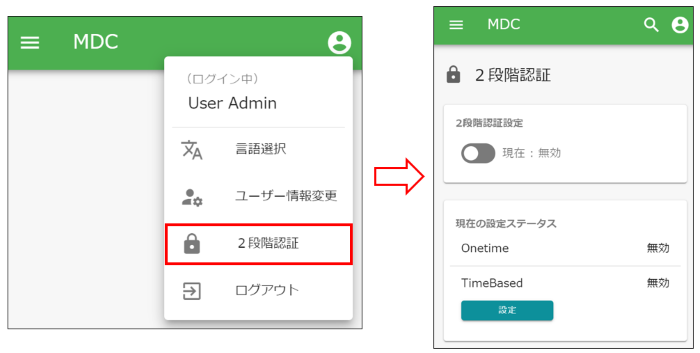 MDC
（ログイン中）
User Admin
言語選択
ユーザー情報変更
２段階認証
ログアウト
MDC
２段階認証
2段階認証設定
現在：無効
現在の設定ステータス
Onetime 無効
TimeBased 無効
設定